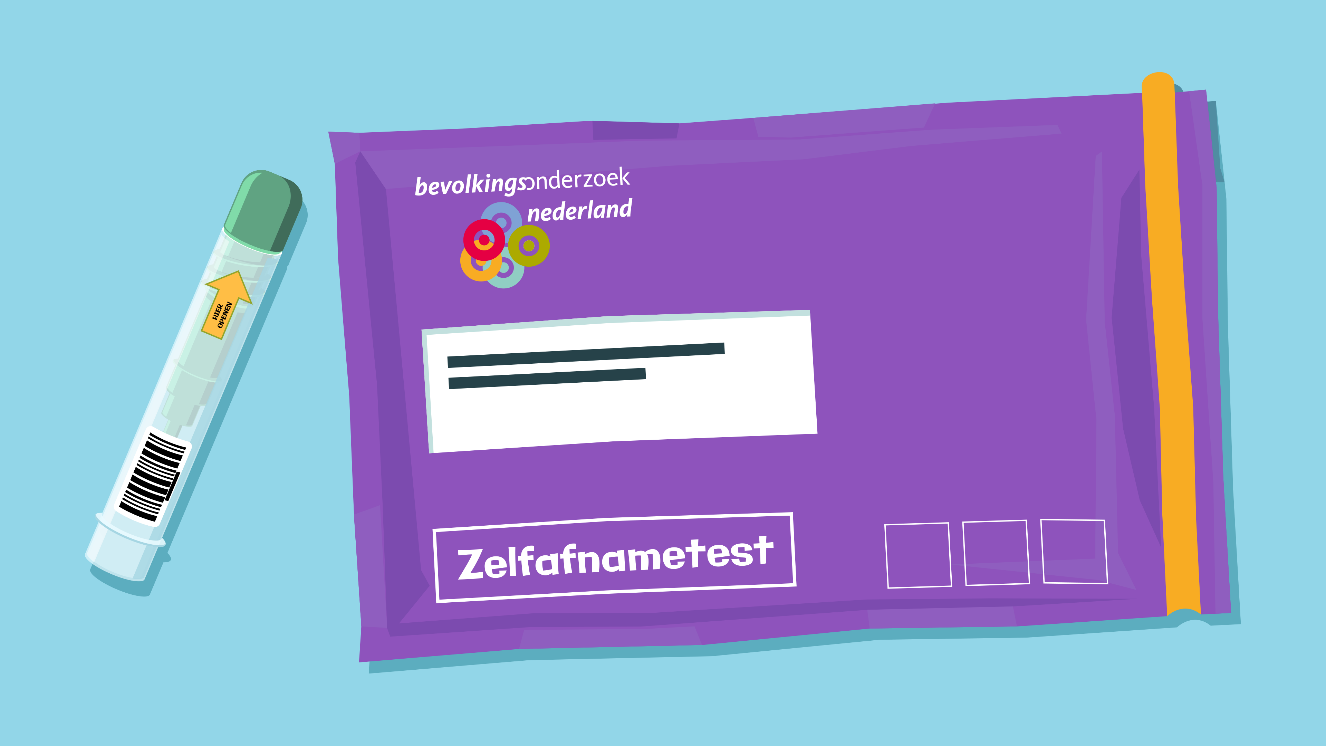 bevolkingsonderzoek
nederland
HIER
OPENEN
Zelfafnametest